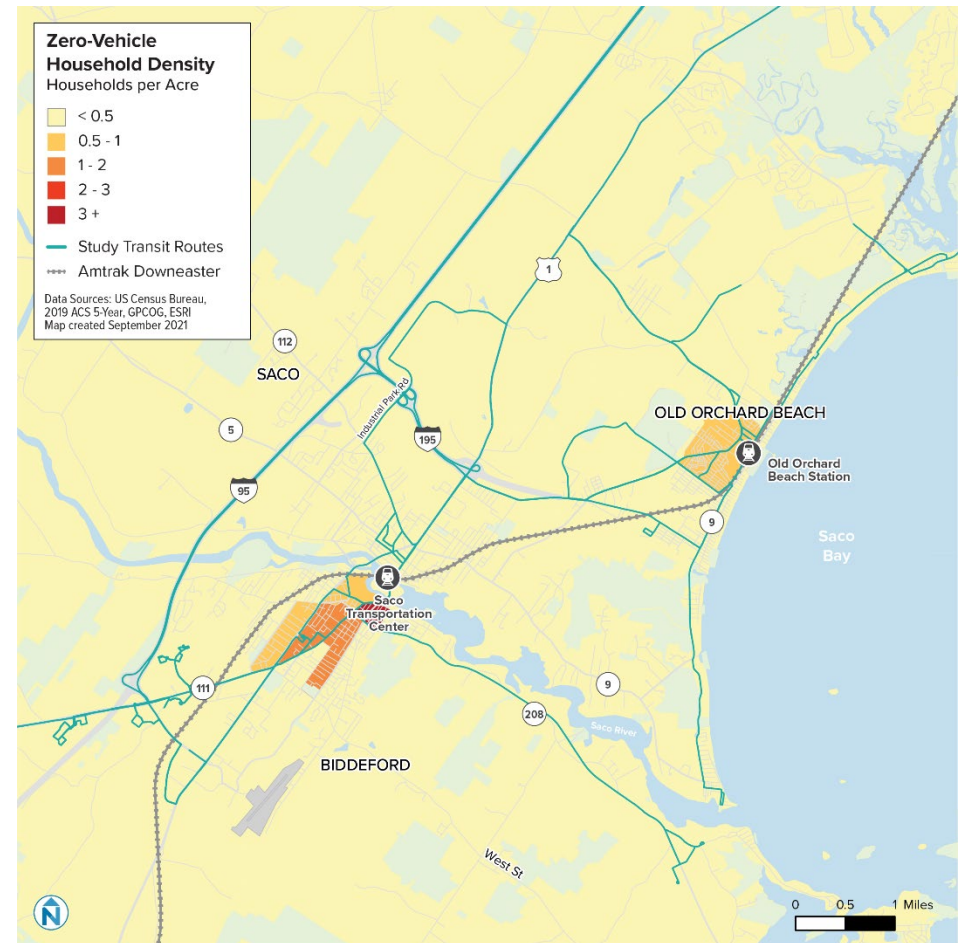 Zero-Vehicle
Household Density
Households per Acre
< 0.5
0.5 - 1
1 - 2
2 - 3
3 +
Study Transit Routes
Amtrak Downeaster
Data Sources: US Census Bureau,
2019 ACS 5-Year, GPCOG, ESRI
Map created September 2021
1
112
SACO
Industrial Park Rd
5
195
OLD ORCHARD BEACH
Old Orchard
Beach Station
95
9
Saco
Bay
Saco
Transportation
Center
111
9
208
Saco River
BIDDEFORD
West St
N
0 0.5 1 Miles